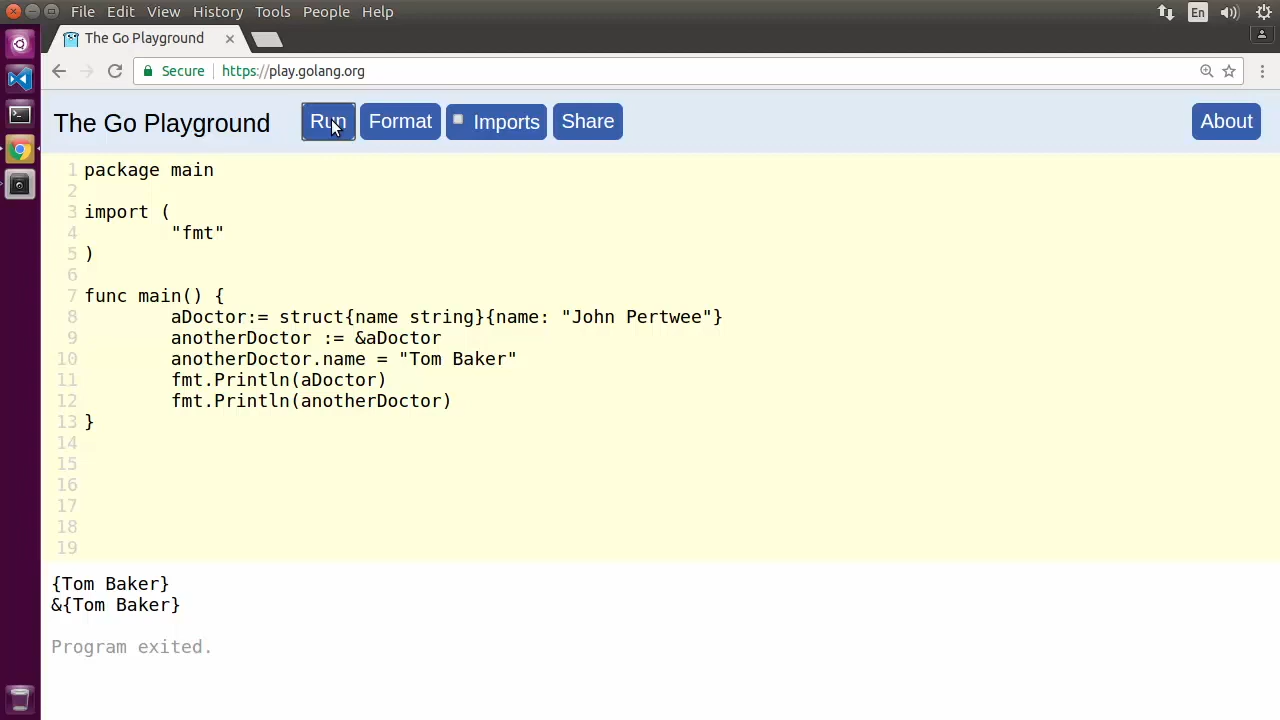 File Edit View History Tools People Help
En
The Go Playground
Secure https://play.golang.org
The Go Playground Run Format Imports Share About
1 package main
2
3 import (
4 "fmt"
5 )
6
7 func main() {
8 aDoctor:= struct{name string}{name: "John Pertwee"}
9 anotherDoctor := &aDoctor
10 anotherDoctor.name = "Tom Baker"
11 fmt.Println(aDoctor)
12 fmt.Println(anotherDoctor)
13 }
14
15
16
17
18
19
{Tom Baker}
&{Tom Baker}
Program exited.